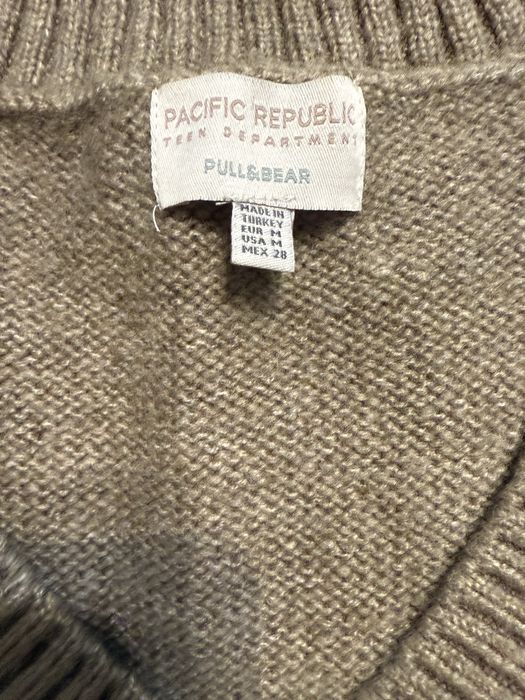 PACIFIC REPUBLIC
TEEN DEPARTMENT
PULL&BEAR
MADE IN
TURKEY
EUR M
USA M
MEX 28